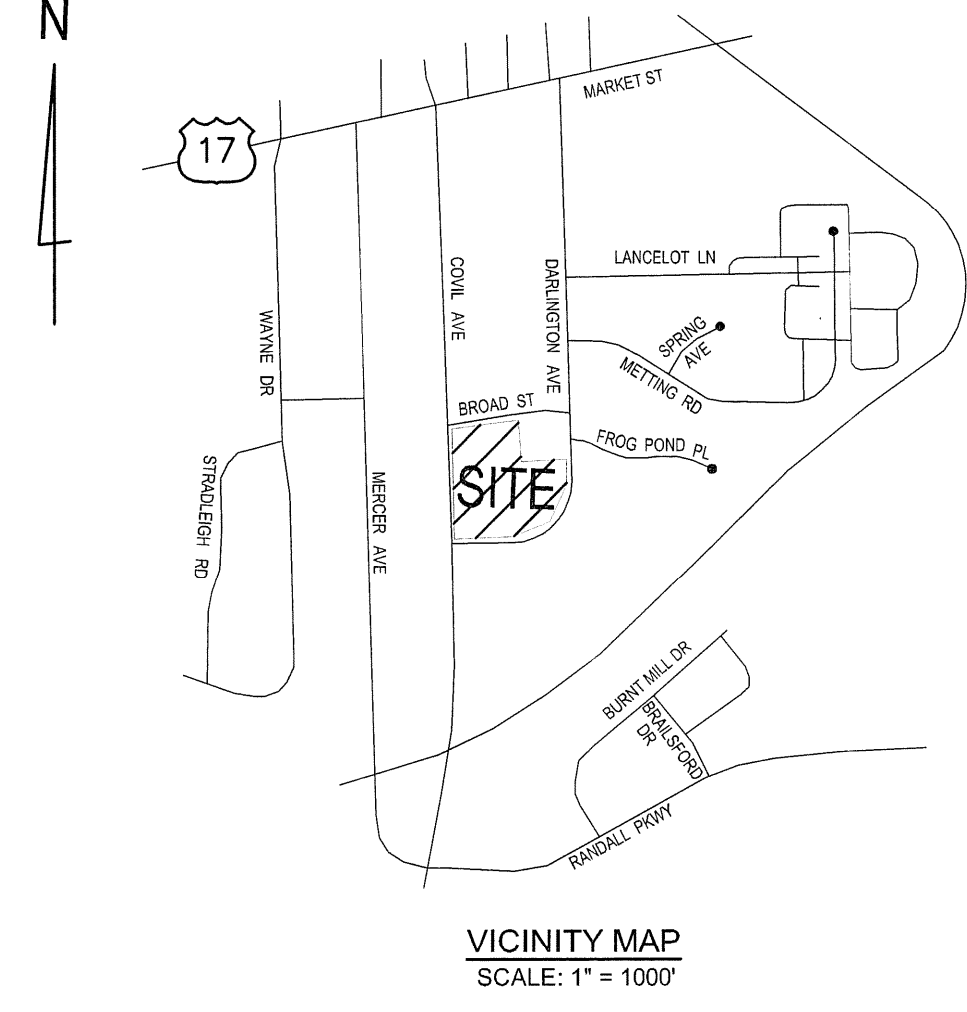 N
MARKET ST
17
LANCELOT LN
COVIL AVE
DARLINGTON AVE
WAYNE DR
SPRING
AVE
METTING RD
BROAD ST
FROG POND PL
SITE
STRADLEIGH RD
MERCER AVE
BURNT MILL DR
BRAILSFORD
DR
RANDALL PKWY
VICINITY MAP
SCALE: 1" = 1000'